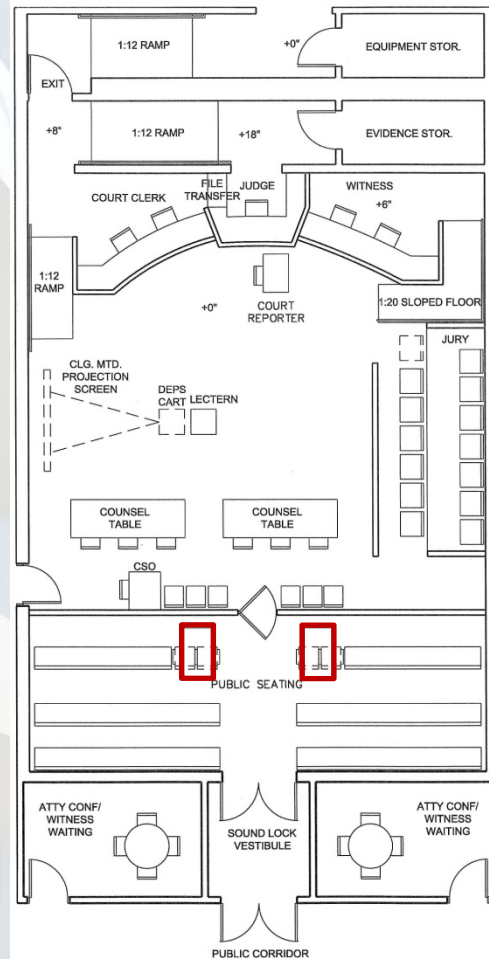 1:12 RAMP
+0"
EQUIPMENT STOR.
EXIT
+8"
1:12 RAMP
+18"
EVIDENCE STOR.
COURT CLERK
FILE
TRANSFER
JUDGE
WITNESS
+6"
1:12
RAMP
+0"
COURT
REPORTER
1:20 SLOPED FLOOR
JURY
CLG. MTD.
PROJECTION
SCREEN
DEPS
CART
LECTERN
COUNSEL
TABLE
COUNSEL
TABLE
CSO
PUBLIC SEATING
ATTY CONF/
WITNESS
WAITING
SOUND LOCK
VESTIBULE
ATTY CONF/
WITNESS
WAITING
PUBLIC CORRIDOR